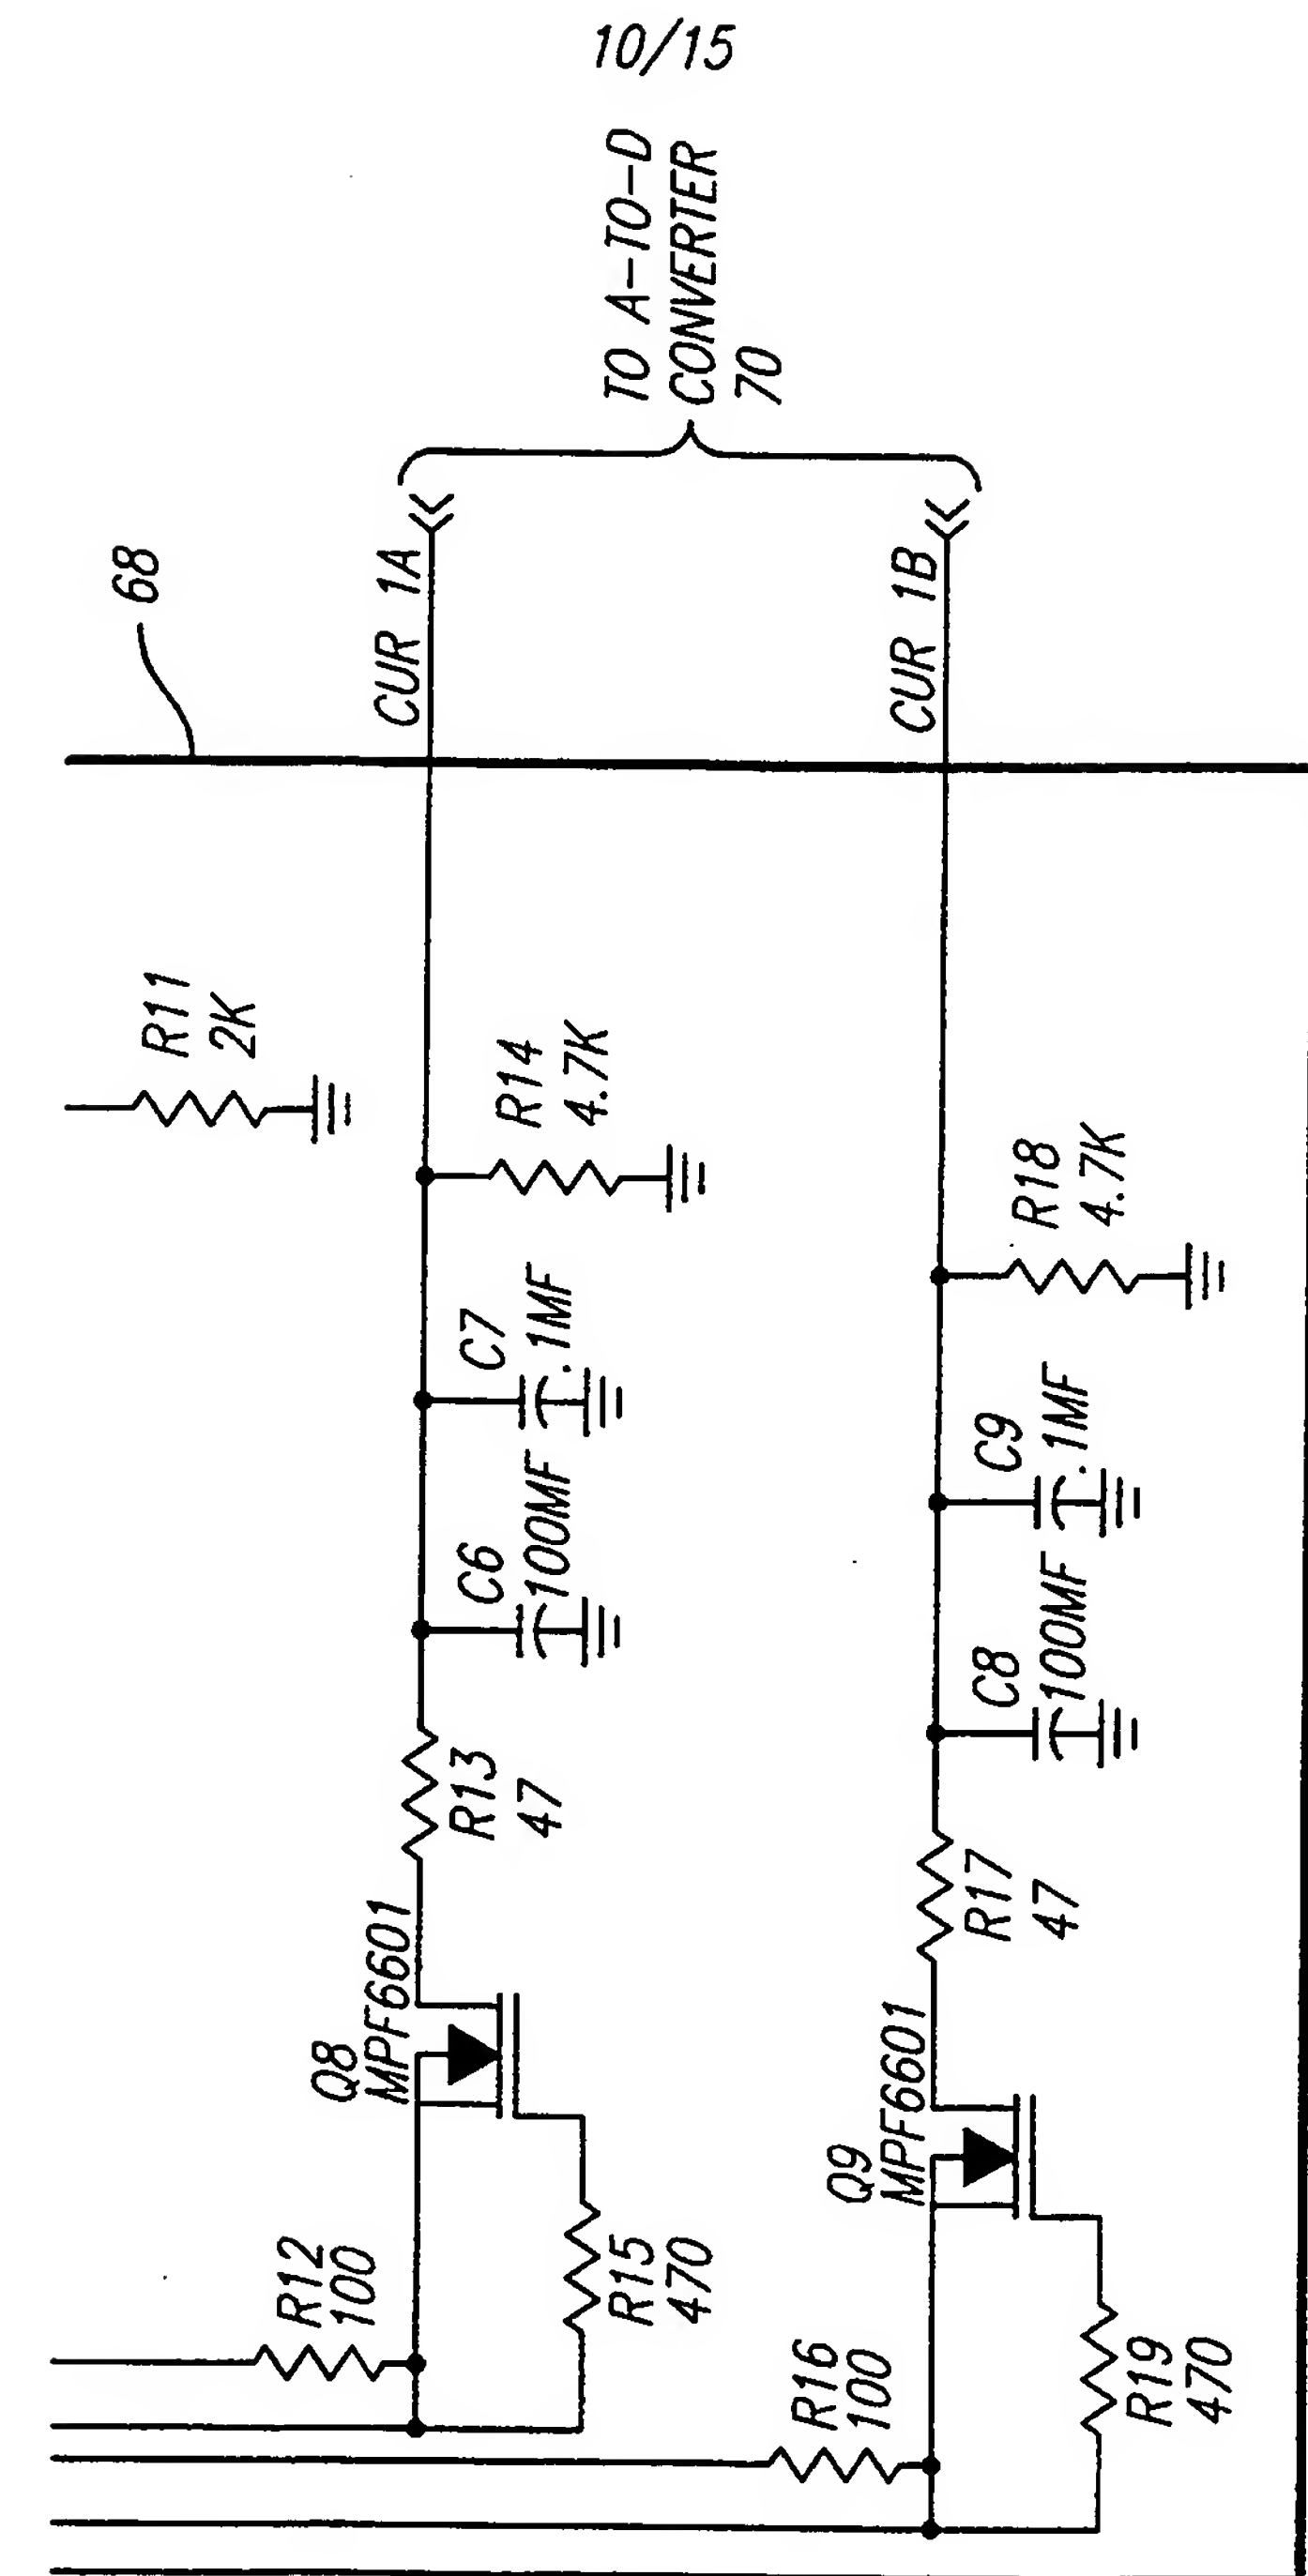 10/15
TO A-TO-D
CONVERTER
70
68
CUR 1A
CUR 1B
R11
2K
R14
4.7K
R18
4.7K
C7
.1MF
C6
100MF
C9
.1MF
C8
100MF
R13
47
R17
47
Q8
MPF6601
Q9
MPF6601
R12
100
R15
470
R16
100
R19
470